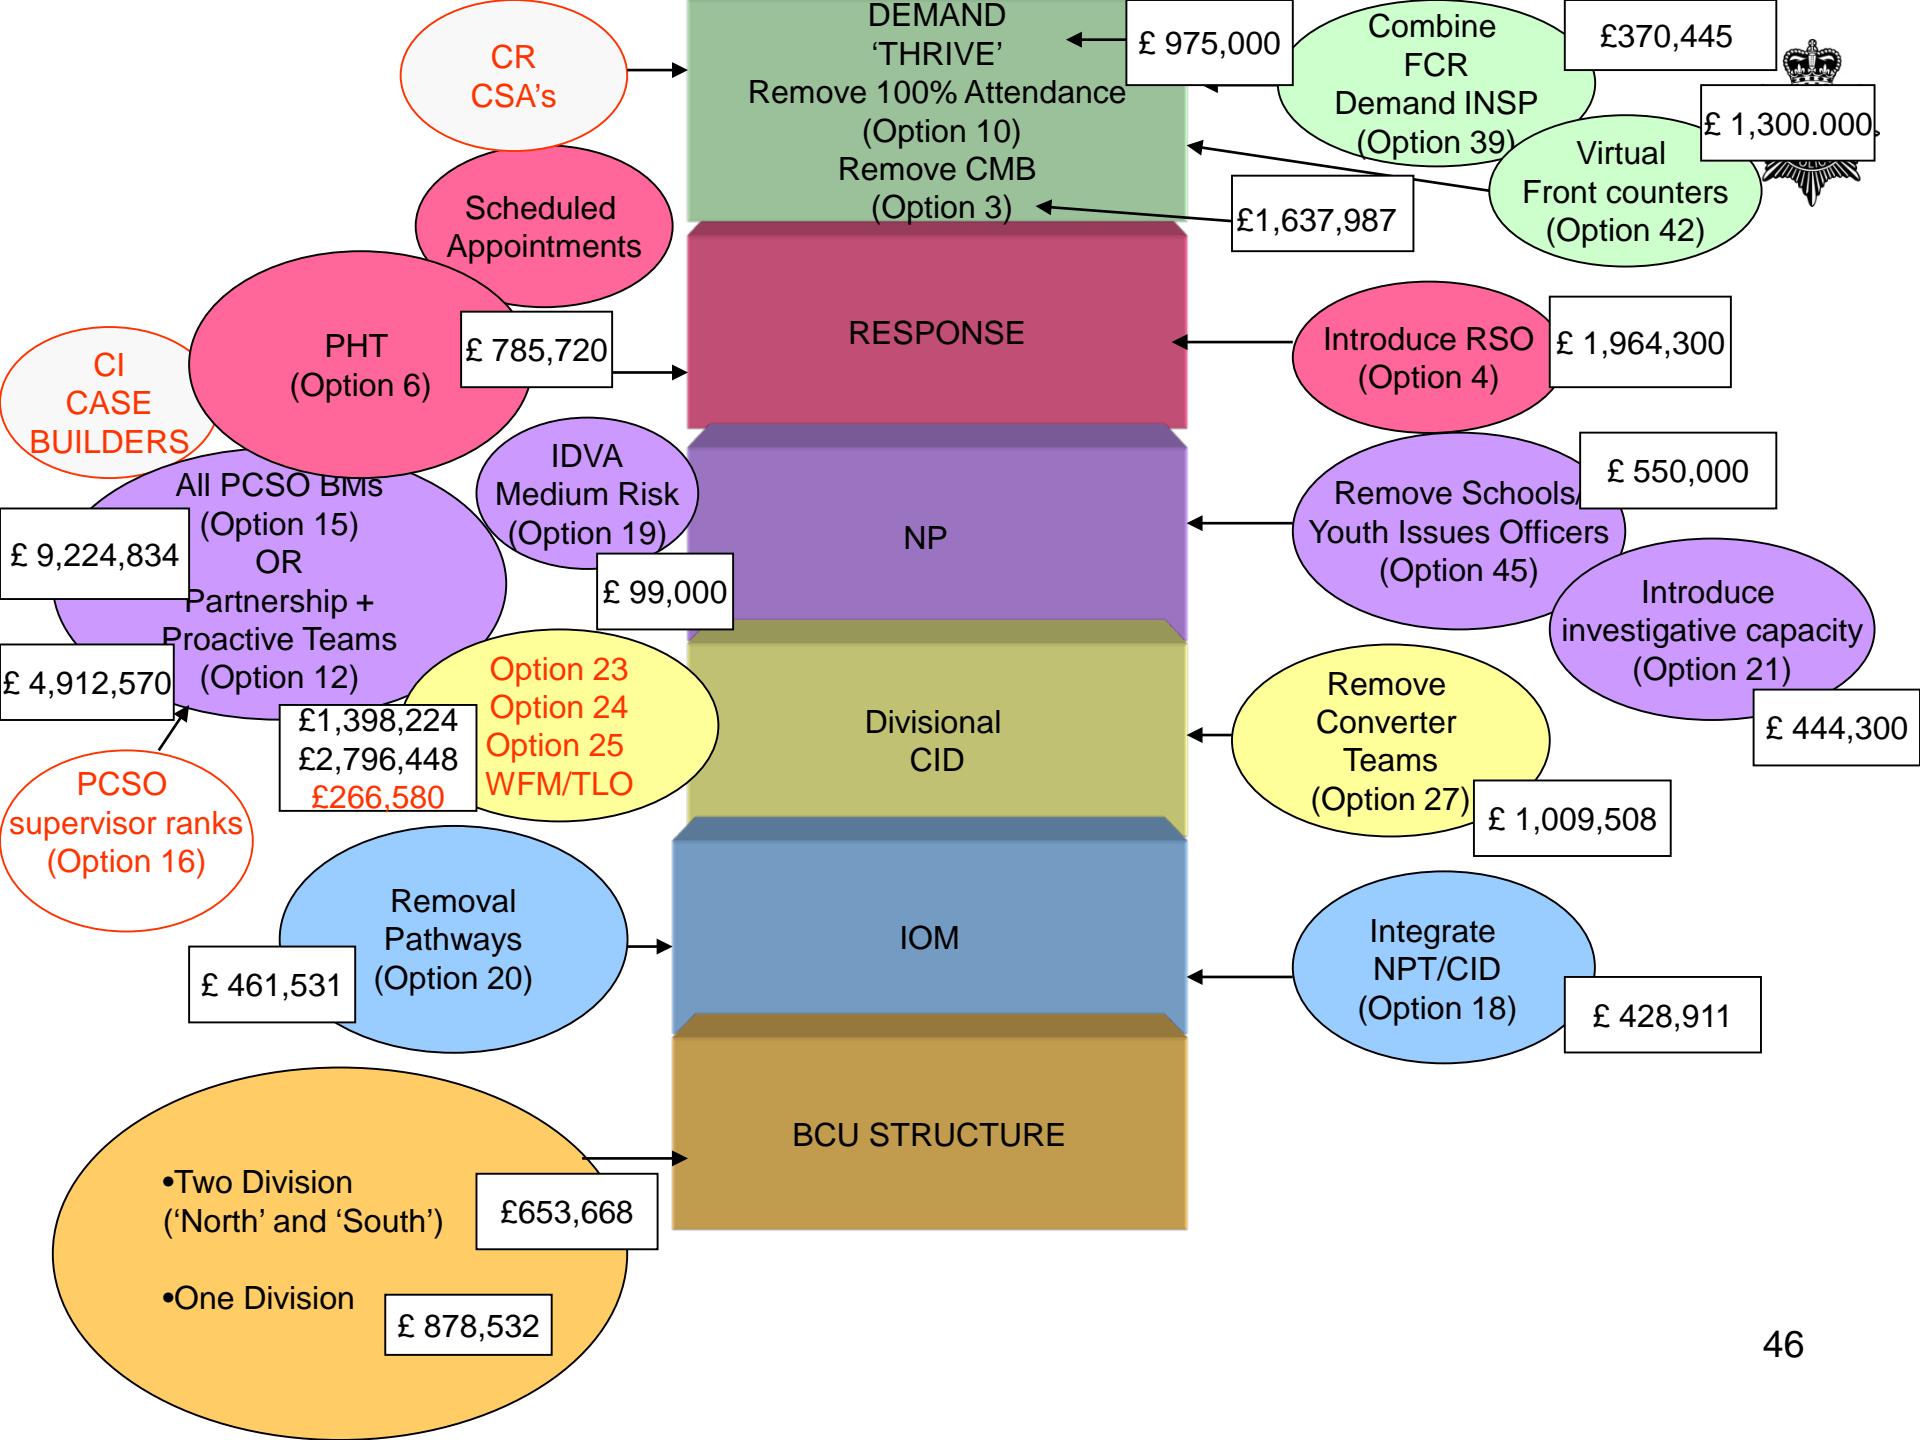 DEMAND
‘THRIVE’
Remove 100% Attendance
(Option 10)
Remove CMB
(Option 3)
CR
CSA’s
£ 975,000
Combine
FCR
Demand INSP
(Option 39)
£370,445
£ 1,300.000
Virtual
Front counters
(Option 42)
£1,637,987
Scheduled
Appointments
RESPONSE
PHT
(Option 6)
£ 785,720
CI
CASE
BUILDERS
Introduce RSO
(Option 4)
£ 1,964,300
NP
IDVA
Medium Risk
(Option 19)
£ 99,000
All PCSO BMs
(Option 15)
OR
Partnership +
Proactive Teams
(Option 12)
£ 9,224,834
£ 4,912,570
Remove Schools/
Youth Issues Officers
(Option 45)
£ 550,000
Introduce
investigative capacity
(Option 21)
£ 444,300
PCSO
supervisor ranks
(Option 16)
Option 23
Option 24
Option 25
WFM/TLO
£1,398,224
£2,796,448
£266,580
Divisional
CID
Remove
Converter
Teams
(Option 27)
£ 1,009,508
Removal
Pathways
(Option 20)
£ 461,531
IOM
Integrate
NPT/CID
(Option 18)
£ 428,911
BCU STRUCTURE
•Two Division
(‘North’ and ‘South’)
£653,668
•One Division
£ 878,532
46